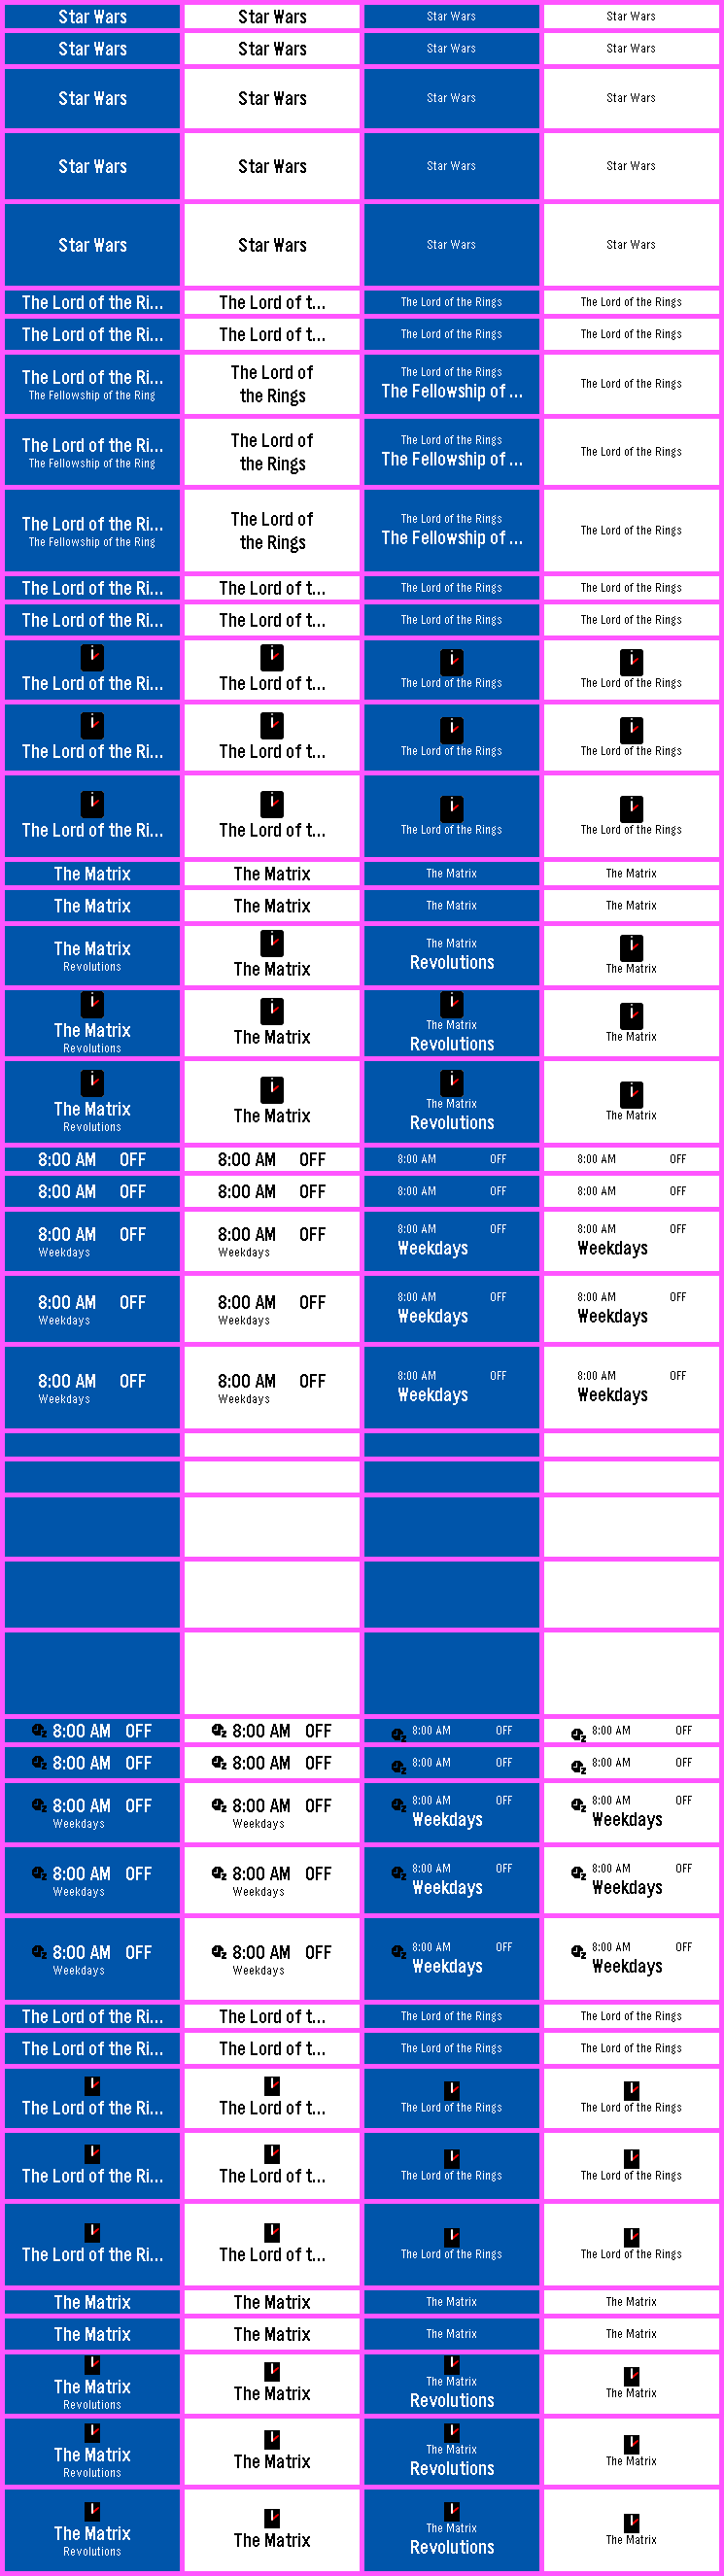 Star Wars Star Wars Star Wars Star Wars
Star Wars Star Wars Star Wars Star Wars
Star Wars Star Wars Star Wars Star Wars
Star Wars Star Wars Star Wars Star Wars
Star Wars Star Wars Star Wars Star Wars
The Lord of the Ri... The Lord of t... The Lord of the Rings The Lord of the Rings
The Lord of the Ri... The Lord of t... The Lord of the Rings The Lord of the Rings
The Lord of the Ri... The Lord of The Lord of the Rings The Lord of the Rings
The Fellowship of the Ring the Rings The Fellowship of ...
The Lord of the Ri... The Lord of The Lord of the Rings The Lord of the Rings
The Fellowship of the Ring the Rings The Fellowship of ...
The Lord of the Ri... The Lord of The Lord of the Rings The Lord of the Rings
The Fellowship of the Ring the Rings The Fellowship of ...
The Lord of the Ri... The Lord of t... The Lord of the Rings The Lord of the Rings
The Lord of the Ri... The Lord of t... The Lord of the Rings The Lord of the Rings
The Lord of the Ri... The Lord of t... The Lord of the Rings The Lord of the Rings
The Lord of the Ri... The Lord of t... The Lord of the Rings The Lord of the Rings
The Lord of the Ri... The Lord of t... The Lord of the Rings The Lord of the Rings
The Matrix The Matrix The Matrix The Matrix
The Matrix The Matrix The Matrix The Matrix
The Matrix The Matrix The Matrix The Matrix
Revolutions Revolutions
The Matrix The Matrix The Matrix The Matrix
Revolutions Revolutions
The Matrix The Matrix The Matrix The Matrix
Revolutions Revolutions
8:00 AM OFF 8:00 AM OFF 8:00 AM OFF 8:00 AM OFF
8:00 AM OFF 8:00 AM OFF 8:00 AM OFF 8:00 AM OFF
8:00 AM OFF 8:00 AM OFF 8:00 AM OFF 8:00 AM OFF
Weekdays Weekdays Weekdays Weekdays
8:00 AM OFF 8:00 AM OFF 8:00 AM OFF 8:00 AM OFF
Weekdays Weekdays Weekdays Weekdays
8:00 AM OFF 8:00 AM OFF 8:00 AM OFF 8:00 AM OFF
Weekdays Weekdays Weekdays Weekdays
8:00 AM OFF 8:00 AM OFF 8:00 AM OFF 8:00 AM OFF
8:00 AM OFF 8:00 AM OFF 8:00 AM OFF 8:00 AM OFF
8:00 AM OFF 8:00 AM OFF 8:00 AM OFF 8:00 AM OFF
Weekdays Weekdays Weekdays Weekdays
8:00 AM OFF 8:00 AM OFF 8:00 AM OFF 8:00 AM OFF
Weekdays Weekdays Weekdays Weekdays
8:00 AM OFF 8:00 AM OFF 8:00 AM OFF 8:00 AM OFF
Weekdays Weekdays Weekdays Weekdays
The Lord of the Ri... The Lord of t... The Lord of the Rings The Lord of the Rings
The Lord of the Ri... The Lord of t... The Lord of the Rings The Lord of the Rings
The Lord of the Ri... The Lord of t... The Lord of the Rings The Lord of the Rings
The Lord of the Ri... The Lord of t... The Lord of the Rings The Lord of the Rings
The Lord of the Ri... The Lord of t... The Lord of the Rings The Lord of the Rings
The Matrix The Matrix The Matrix The Matrix
The Matrix The Matrix The Matrix The Matrix
The Matrix The Matrix The Matrix The Matrix
Revolutions Revolutions
The Matrix The Matrix The Matrix The Matrix
Revolutions Revolutions
The Matrix The Matrix The Matrix The Matrix
Revolutions Revolutions